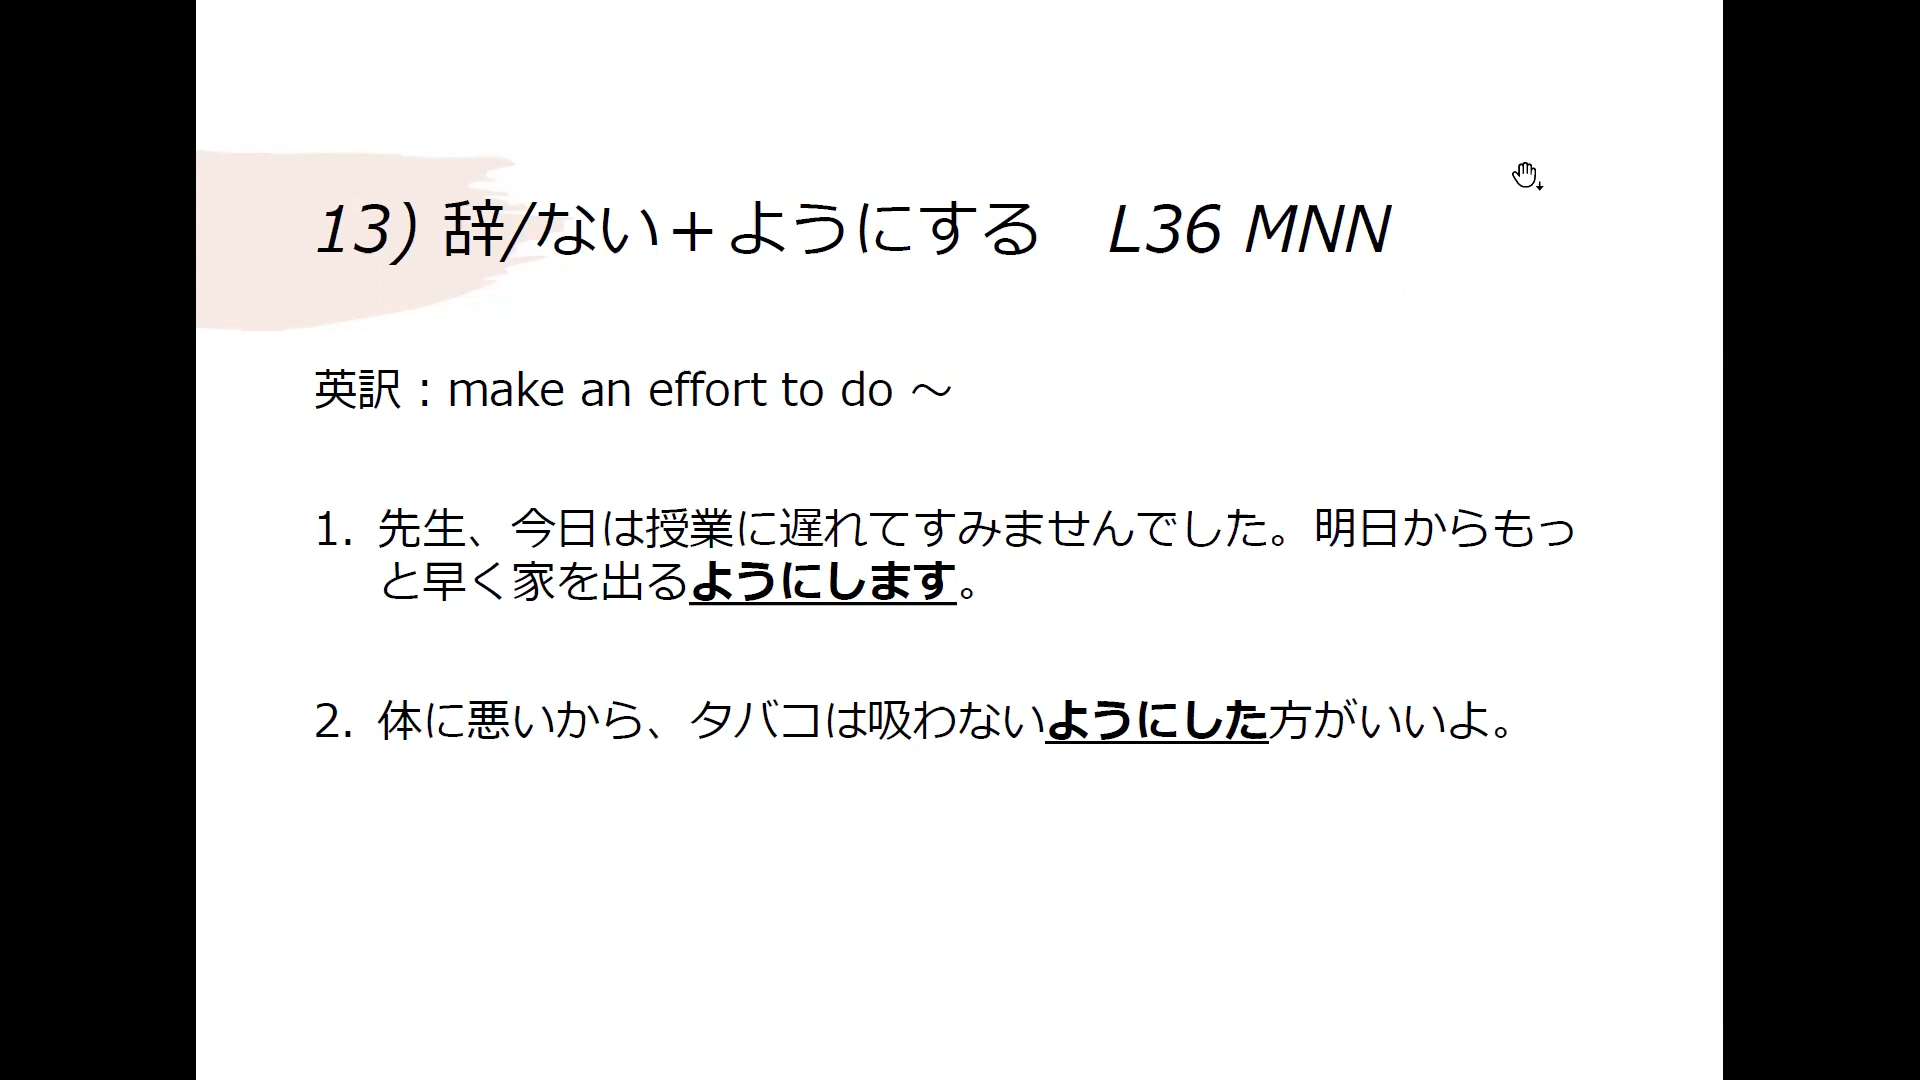 13) 辞/ない＋ようにする　L36 MNN
英訳：make an effort to do ～
1. 先生、今日は授業に遅れてすみませんでした。明日からもっ
と早く家を出るようにします。
2. 体に悪いから、タバコは吸わないようにした方がいいよ。